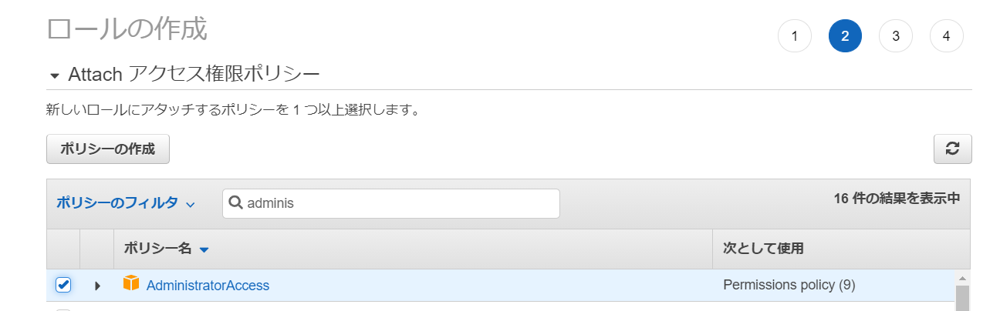 ロールの作成
1 2 3 4
Attach アクセス権限ポリシー
新しいロールにアタッチするポリシーを 1 つ以上選択します。
ポリシーの作成
ポリシーのフィルタ adminis 16 件の結果を表示中
ポリシー名 次として使用
AdministratorAccess Permissions policy (9)